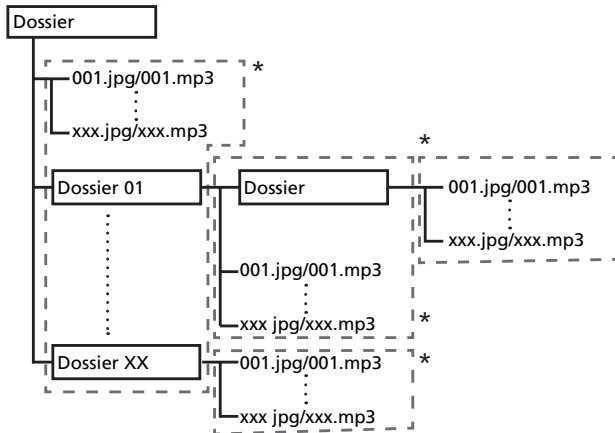 Dossier
001.jpg/001.mp3
*
xxx.jpg/xxx.mp3
*
Dossier 01
Dossier
001.jpg/001.mp3
xxx.jpg/xxx.mp3
001.jpg/001.mp3
xxx jpg/xxx.mp3
*
Dossier XX
001.jpg/001.mp3
*
xxx jpg/xxx.mp3